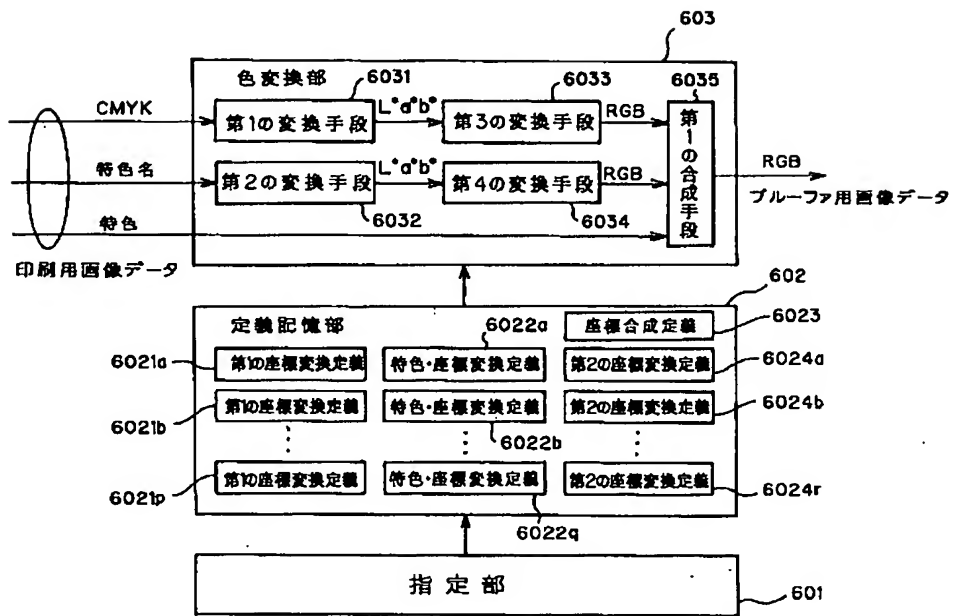 603
色変換部
6031
6033
6035
CMYK
第1の変換手段
L*a*b*
第3の変換手段
RGB
第1の合成手段
RGB
特色名
第2の変換手段
L*a*b*
第4の変換手段
RGB
プルーファ用画像データ
6032
6034
特色
印刷用画像データ
602
定義記憶部
6022a
座標合成定義
6023
6021a
第1の座標変換定義
特色・座標変換定義
第2の座標変換定義
6024a
6021b
第1の座標変換定義
特色・座標変換定義
第2の座標変換定義
6024b
6022b
6021p
第1の座標変換定義
特色・座標変換定義
第2の座標変換定義
6024r
6022q
指定部
601